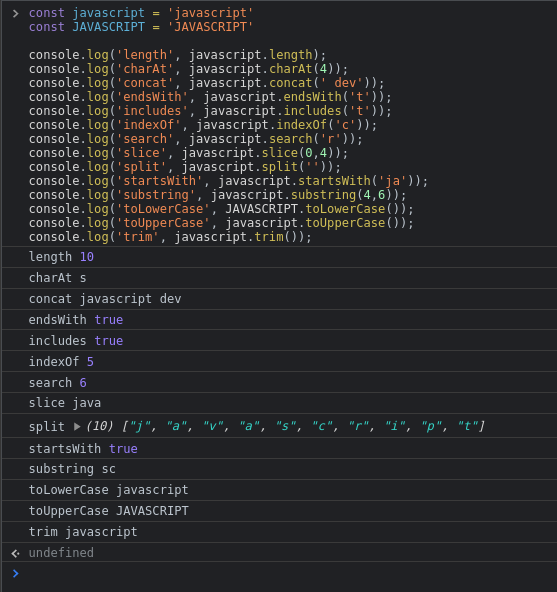 const javascript = 'javascript'
const JAVASCRIPT = 'JAVASCRIPT'
console.log('length', javascript.length);
console.log('charAt', javascript.charAt(4));
console.log('concat', javascript.concat(' dev'));
console.log('endsWith', javascript.endsWith('t'));
console.log('includes', javascript.includes('t'));
console.log('indexOf', javascript.indexOf('c'));
console.log('search', javascript.search('r'));
console.log('slice', javascript.slice(0,4));
console.log('split', javascript.split(''));
console.log('startsWith', javascript.startsWith('ja'));
console.log('substring', javascript.substring(4,6));
console.log('toLowerCase', JAVASCRIPT.toLowerCase());
console.log('toUpperCase', javascript.toUpperCase());
console.log('trim', javascript.trim());
length 10
charAt s
concat javascript dev
endsWith true
includes true
indexOf 5
search 6
slice java
split (10) ["j", "a", "v", "a", "s", "c", "r", "i", "p", "t"]
startsWith true
substring sc
toLowerCase javascript
toUpperCase JAVASCRIPT
trim javascript
undefined